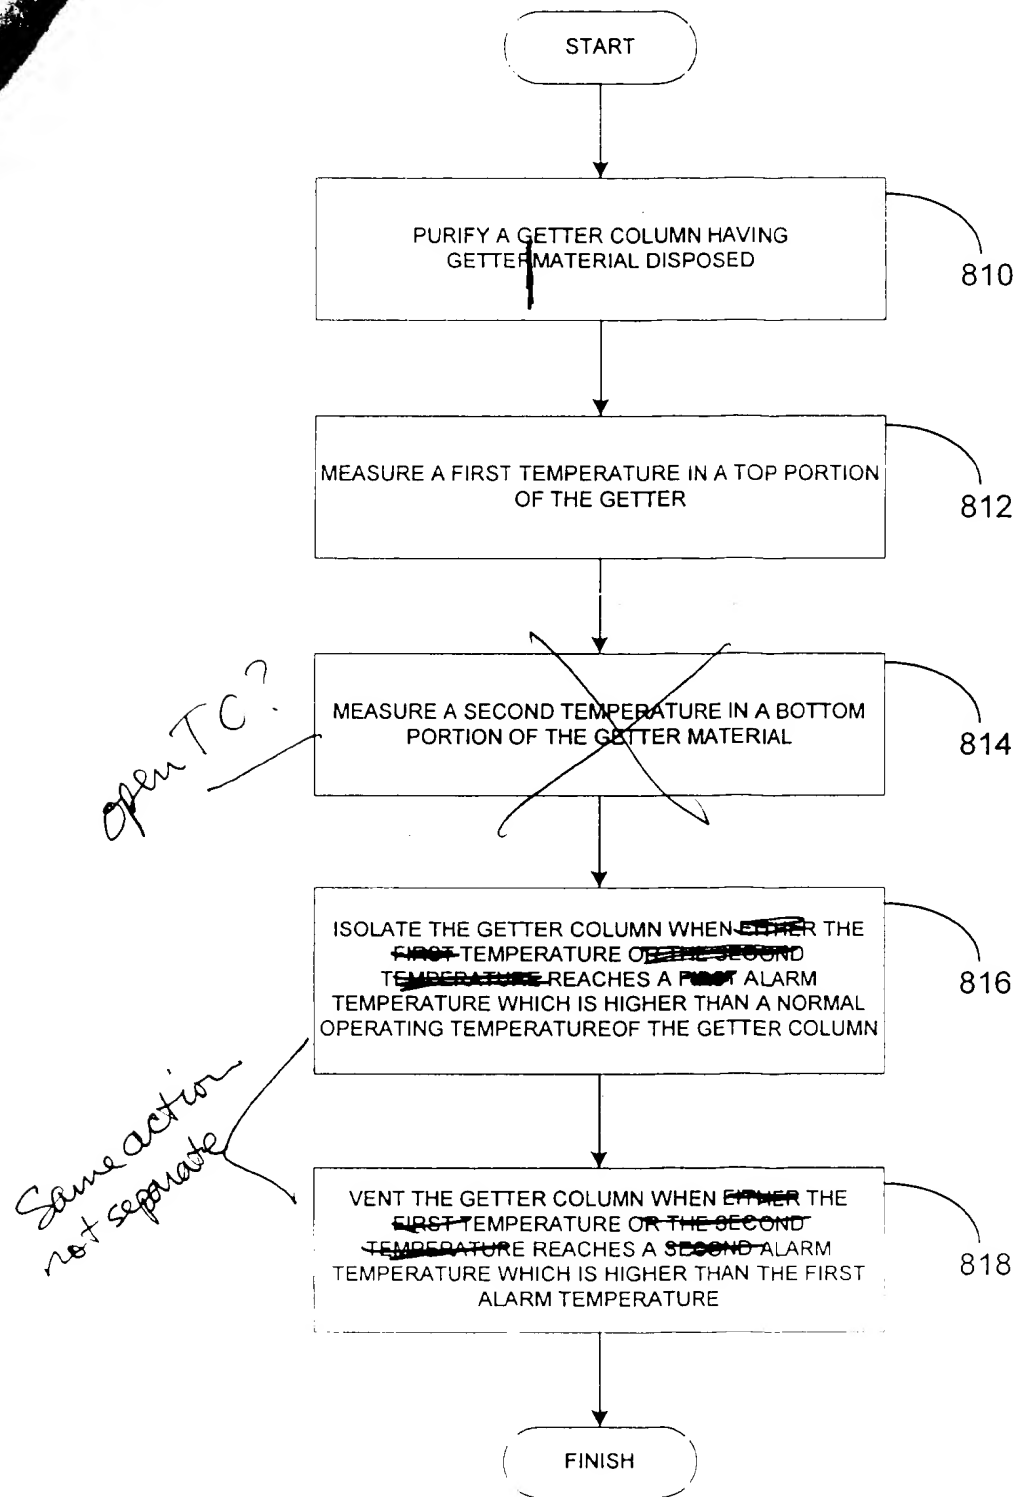 START
PURIFY A GETTER COLUMN HAVING
GETTER MATERIAL DISPOSED
810
MEASURE A FIRST TEMPERATURE IN A TOP PORTION
OF THE GETTER
812
open TC?
MEASURE A SECOND TEMPERATURE IN A BOTTOM
PORTION OF THE GETTER MATERIAL
814
ISOLATE THE GETTER COLUMN WHEN EITHER THE
FIRST TEMPERATURE OR THE SECOND
TEMPERATURE REACHES A FIRST ALARM
TEMPERATURE WHICH IS HIGHER THAN A NORMAL
OPERATING TEMPERATUREOF THE GETTER COLUMN
816
Same action
not separate
VENT THE GETTER COLUMN WHEN EITHER THE
FIRST TEMPERATURE OR THE SECOND
TEMPERATURE REACHES A SECOND ALARM
TEMPERATURE WHICH IS HIGHER THAN THE FIRST
ALARM TEMPERATURE
818
FINISH